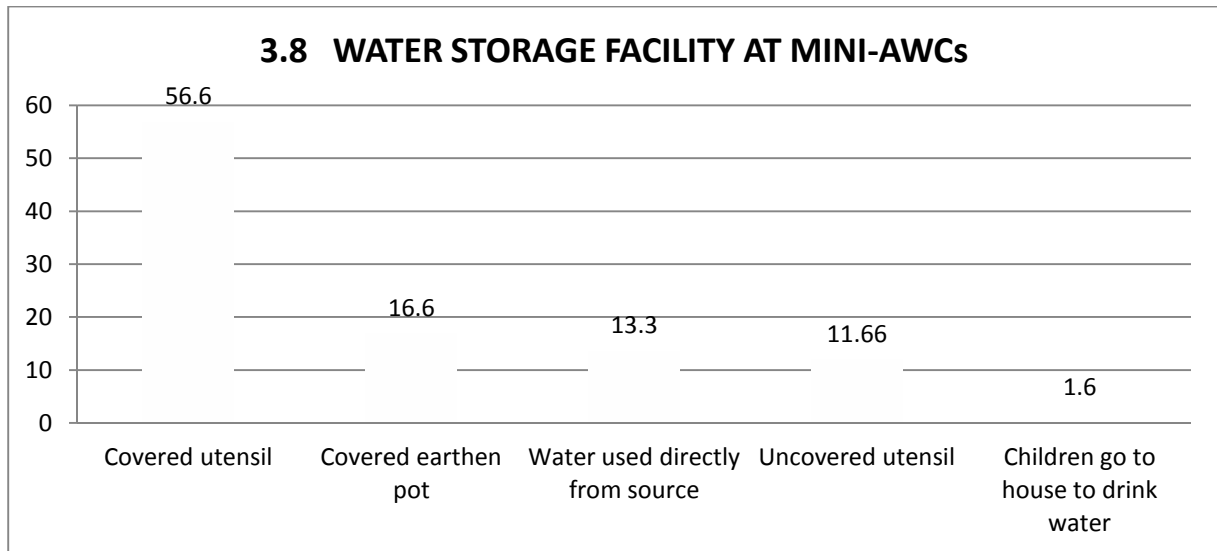 3.8 WATER STORAGE FACILITY AT MINI-AWCs
60
50
40
30
20
10
0
56.6
16.6
13.3
11.66
1.6
Covered utensil
Covered earthen
pot
Water used directly
from source
Uncovered utensil
Children go to
house to drink
water